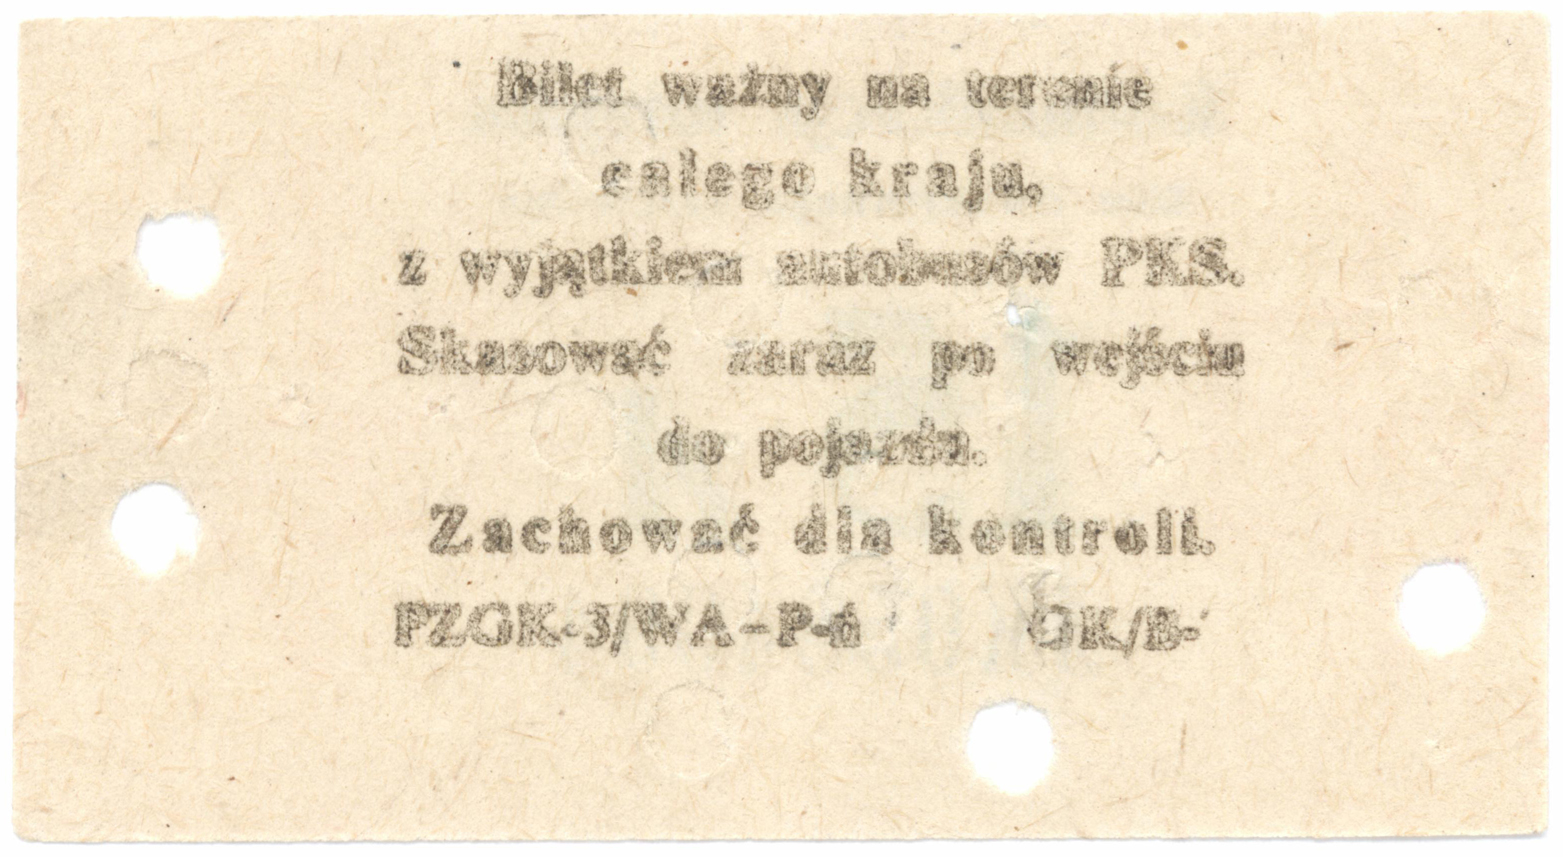 Bilet ważny na terenie
całego kraju,
z wyjątkiem autobusów PKS.
Skasować zaraz po wejściu
do pojazdu.
Zachować dla kontroli.
PZGK-3/WA-P-6 GK/B-